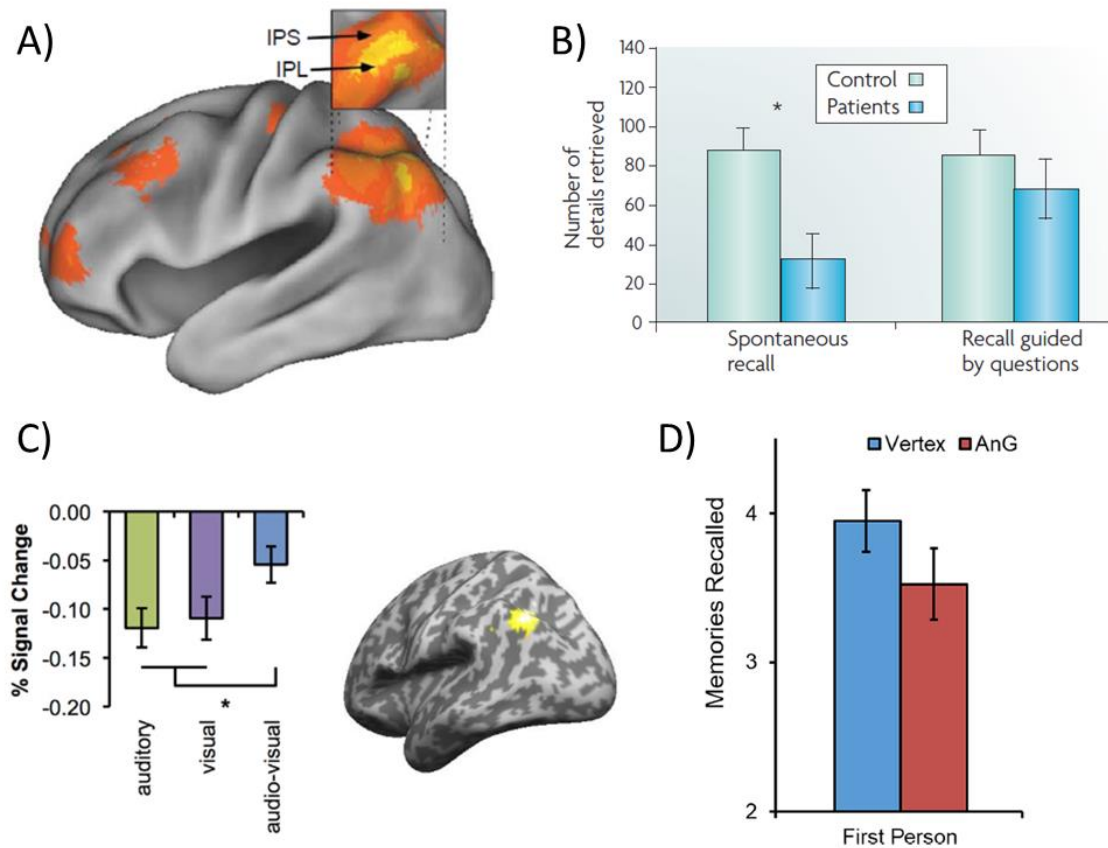 A)
IPS
IPL
B)
140
120
100
80
60
40
20
0
Number of
details retrieved
Control
Patients
*
Spontaneous
recall
Recall guided
by questions
C)
0.00
-0.05
-0.10
-0.15
-0.20
% Signal Change
*
auditory
visual
audio-visual
D)
Vertex
AnG
4
3
2
Memories Recalled
First Person